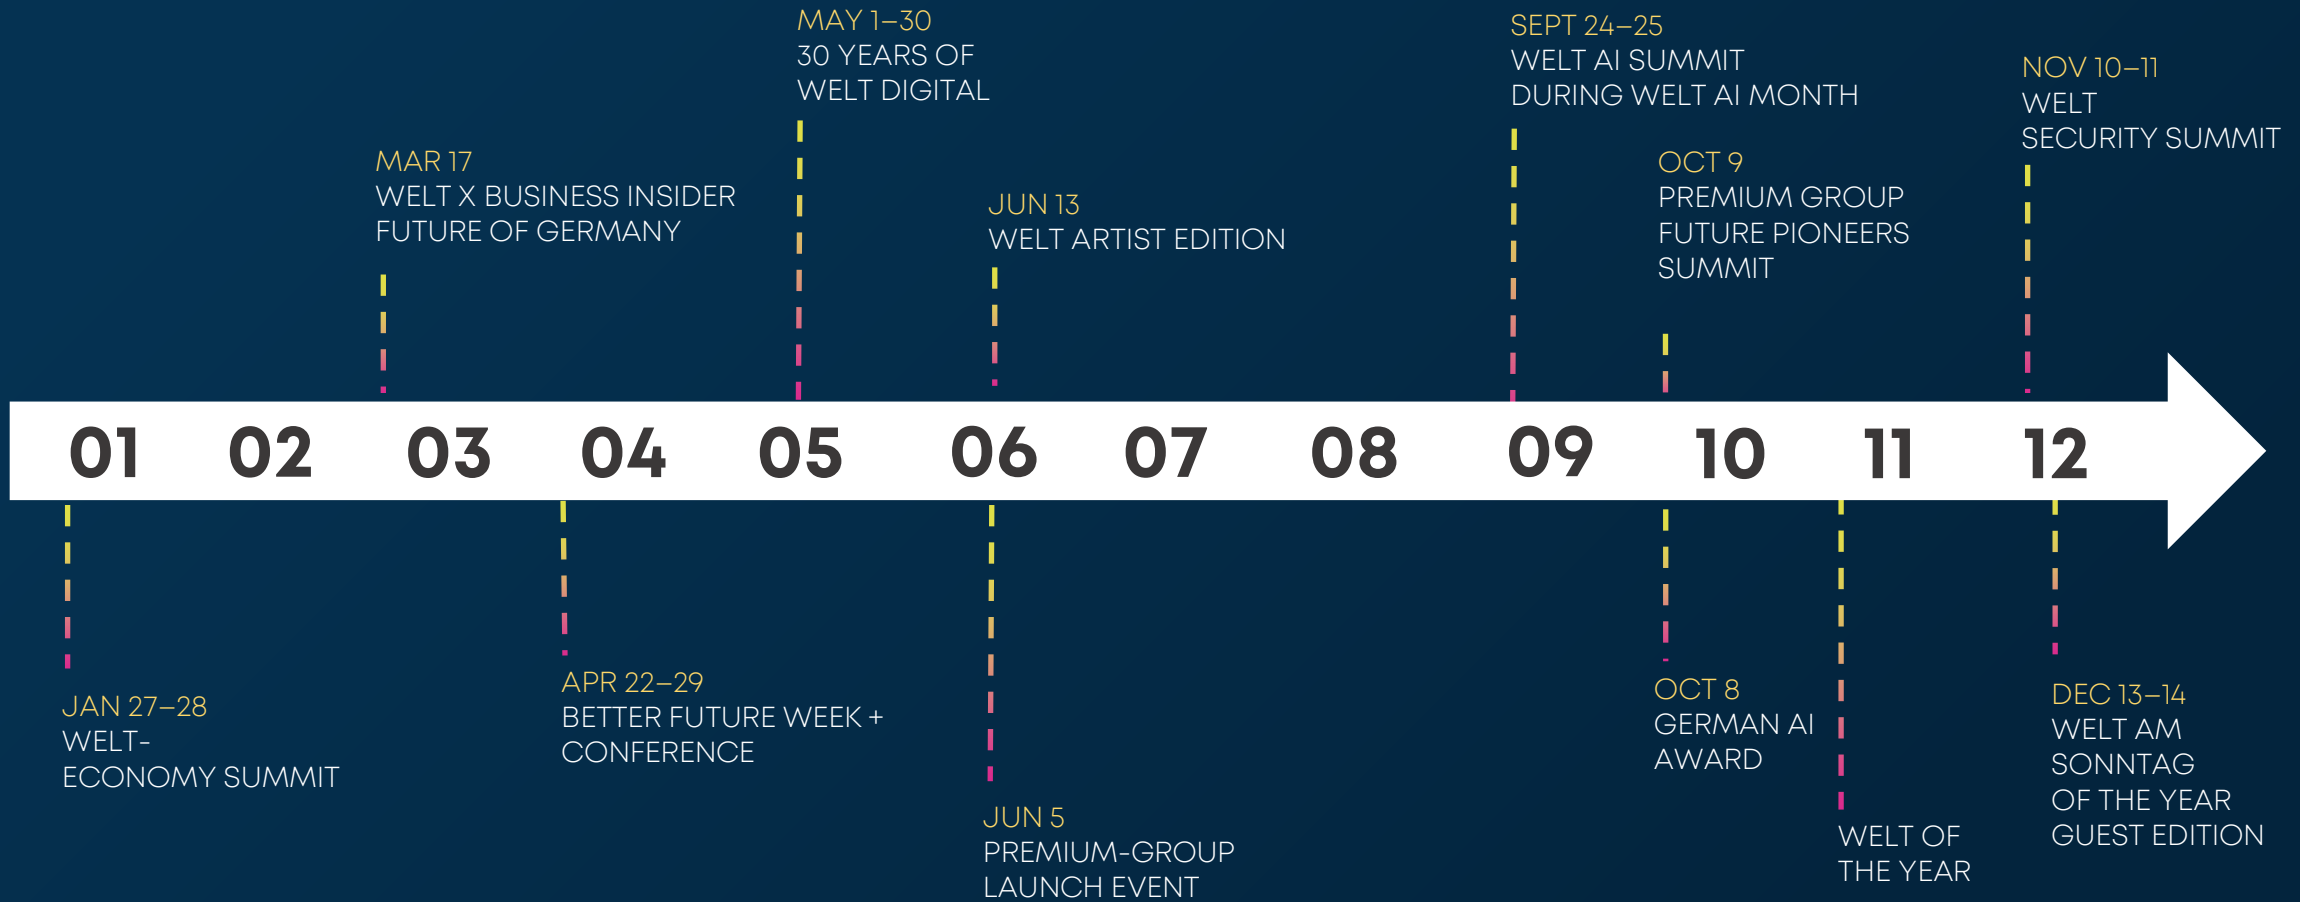 MAY 1–30
30 YEARS OF
WELT DIGITAL
SEPT 24–25
WELT AI SUMMIT
DURING WELT AI MONTH
NOV 10–11
WELT
SECURITY SUMMIT
MAR 17
WELT X BUSINESS INSIDER
FUTURE OF GERMANY
JUN 13
WELT ARTIST EDITION
OCT 9
PREMIUM GROUP
FUTURE PIONEERS
SUMMIT
01 02 03 04 05 06 07 08 09 10 11 12
JAN 27–28
WELT-
ECONOMY SUMMIT
APR 22–29
BETTER FUTURE WEEK +
CONFERENCE
JUN 5
PREMIUM-GROUP
LAUNCH EVENT
OCT 8
GERMAN AI
AWARD
WELT OF
THE YEAR
DEC 13–14
WELT AM
SONNTAG
OF THE YEAR
GUEST EDITION